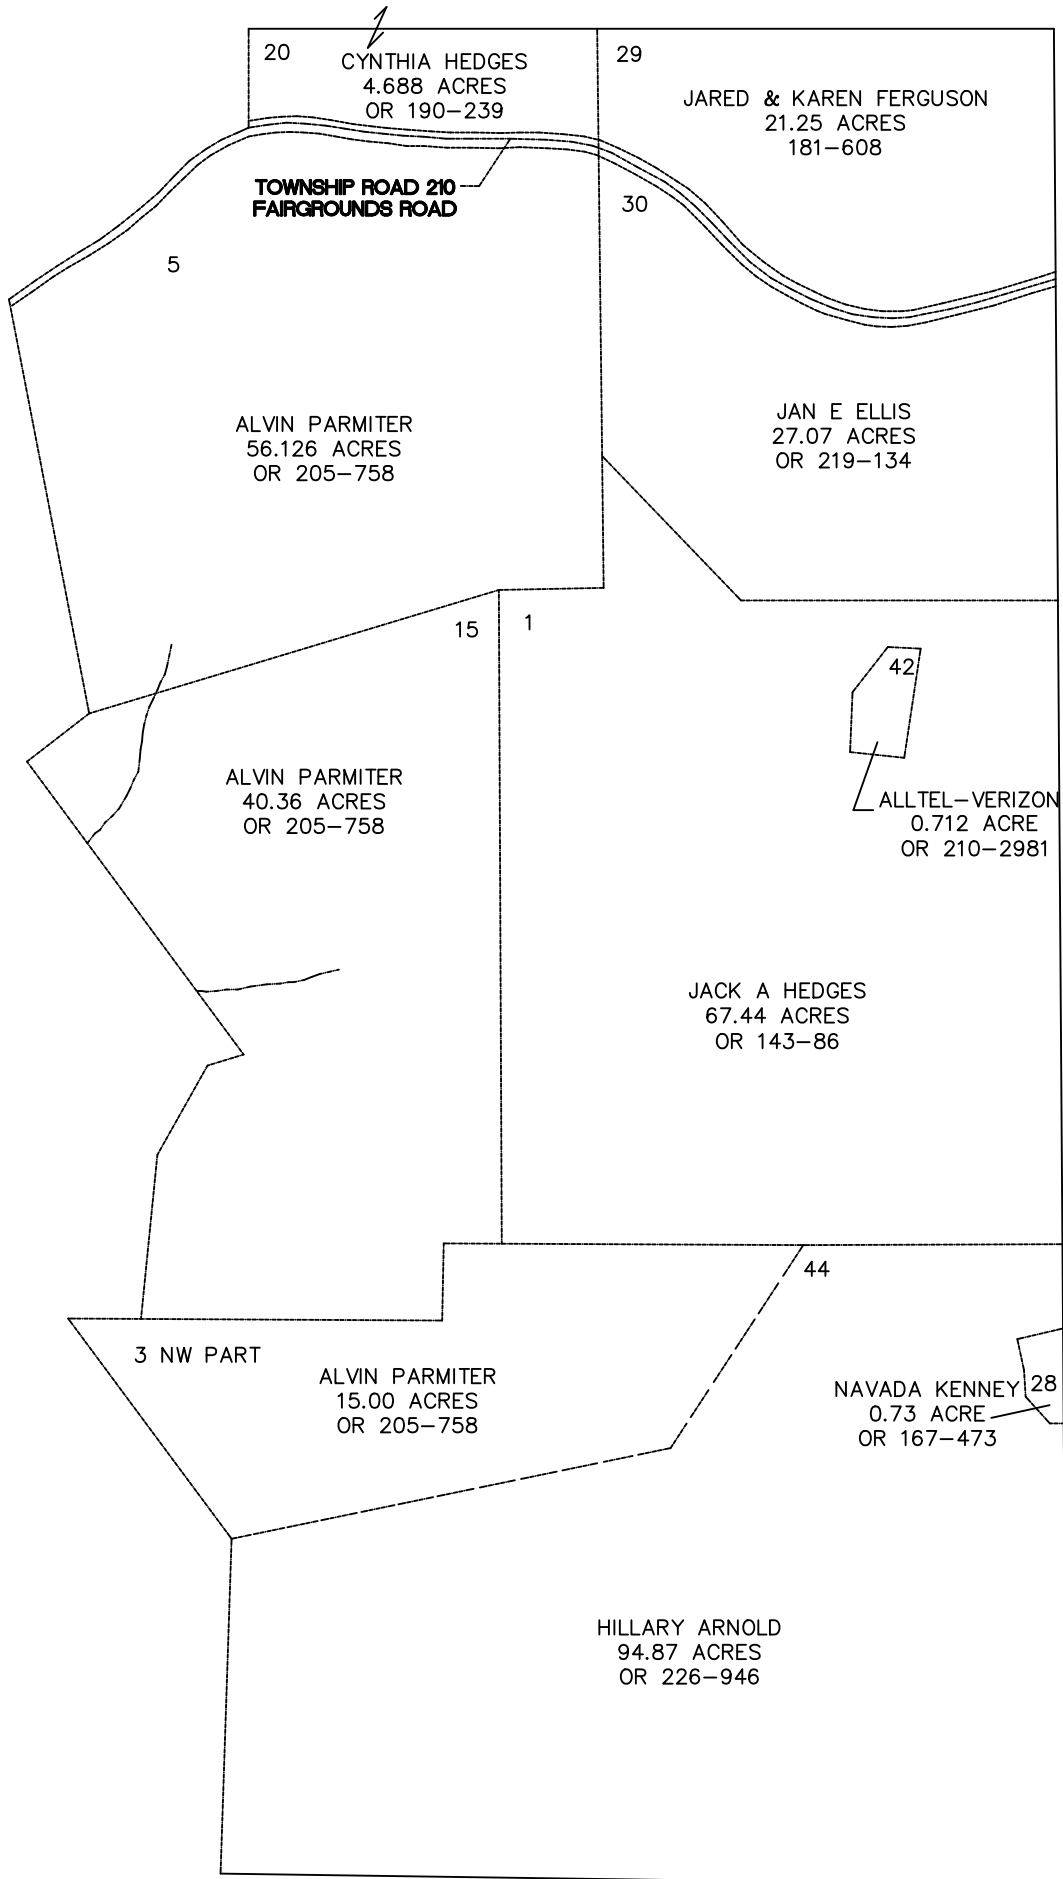 20
CYNTHIA HEDGES
4.688 ACRES
OR 190-239
29
JARED & KAREN FERGUSON
21.25 ACRES
181-608
TOWNSHIP ROAD 210
FAIRGROUNDS ROAD
30
5
ALVIN PARMITER
56.126 ACRES
OR 205-758
JAN E ELLIS
27.07 ACRES
OR 219-134
15
1
42
ALVIN PARMITER
40.36 ACRES
OR 205-758
ALLTEL-VERIZON
0.712 ACRE
OR 210-2981
JACK A HEDGES
67.44 ACRES
OR 143-86
44
3 NW PART
ALVIN PARMITER
15.00 ACRES
OR 205-758
28
NAVADA KENNEY
0.73 ACRE
OR 167-473
HILLARY ARNOLD
94.87 ACRES
OR 226-946